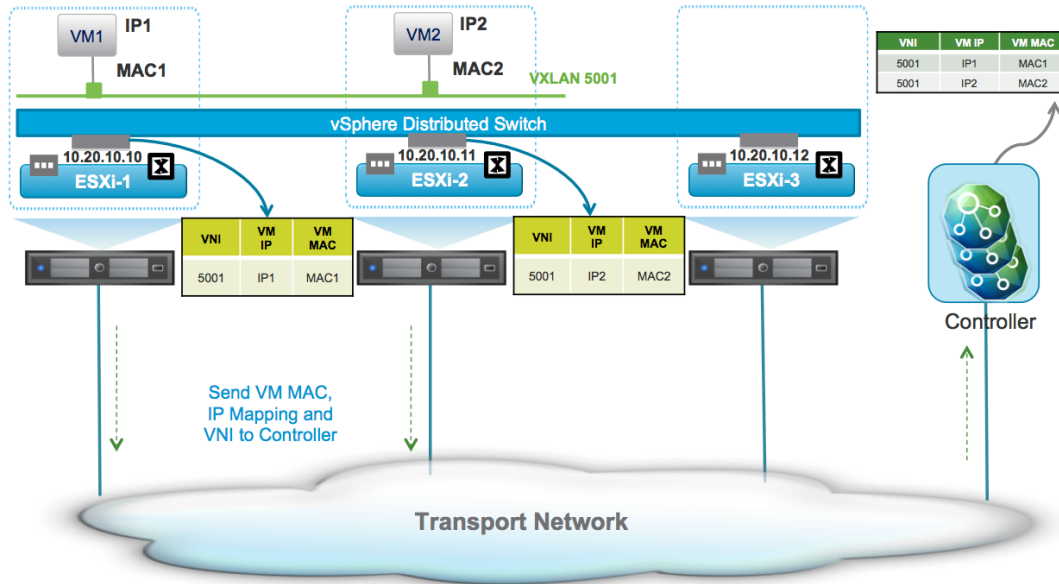 VM1
IP1
MAC1
VM2
IP2
MAC2
VXLAN 5001
VNI VM IP VM MAC
5001 IP1 MAC1
5001 IP2 MAC2
vSphere Distributed Switch
10.20.10.10
ESXi-1
10.20.10.11
ESXi-2
10.20.10.12
ESXi-3
VNI VM IP VM MAC
5001 IP1 MAC1
VNI VM IP VM MAC
5001 IP2 MAC2
Controller
Send VM MAC,
IP Mapping and
VNI to Controller
Transport Network